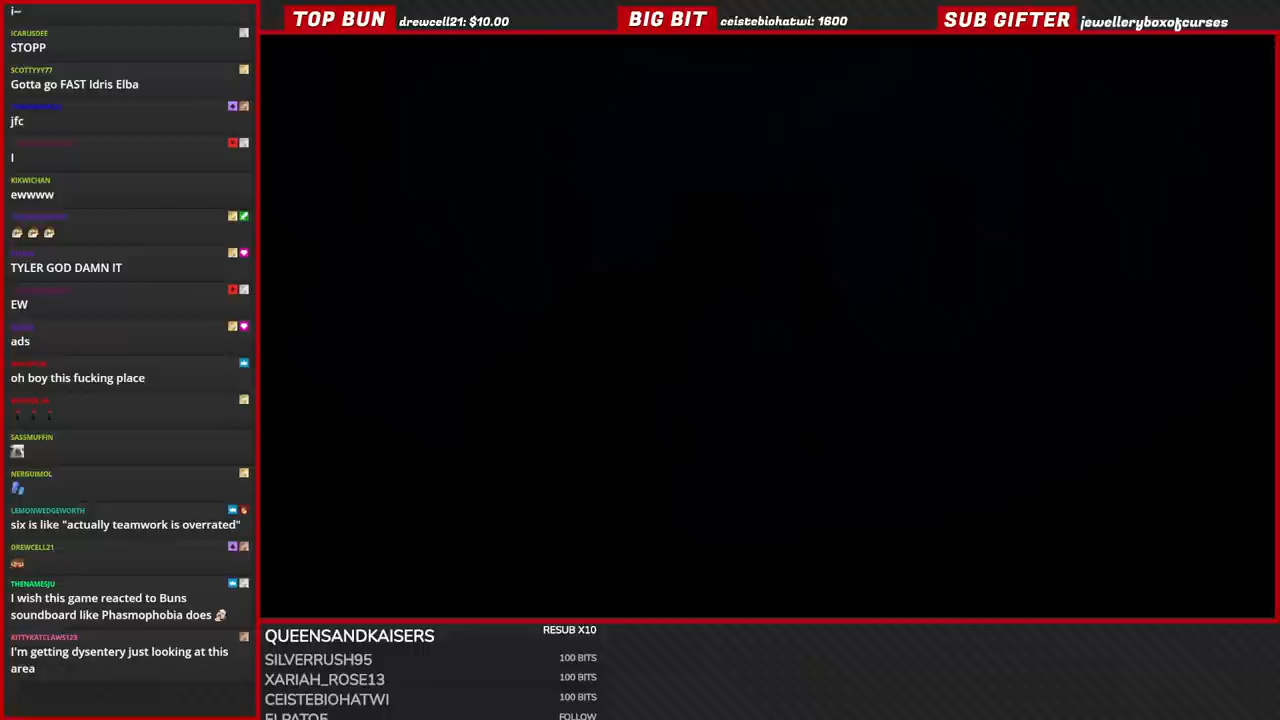 TOP BUN drewcell21: $10.00 BIG BIT ceistebiohatwi: 1600 SUB GIFTER jewelleryboxofcurses
ICARUSDEE
STOPP
SCOTTYYY77
Gotta go FAST Idris Elba
jfc
I
KIKWICHAN
ewwww
TYLER GOD DAMN IT
EW
ads
oh boy this fucking place
SASSMUFFIN
NERGUIMOL
LEMONWEDGEWORTH
six is like "actually teamwork is overrated"
DREWCELL21
THENAMESJU
I wish this game reacted to Buns
soundboard like Phasmophobia does
KITTYKATCLAWS123
I'm getting dysentery just looking at this
area
QUEENSANDKAISERS RESUB X10
SILVERRUSH95 100 BITS
XARIAH_ROSE13 100 BITS
CEISTEBIOHATWI 100 BITS
FOLLOW